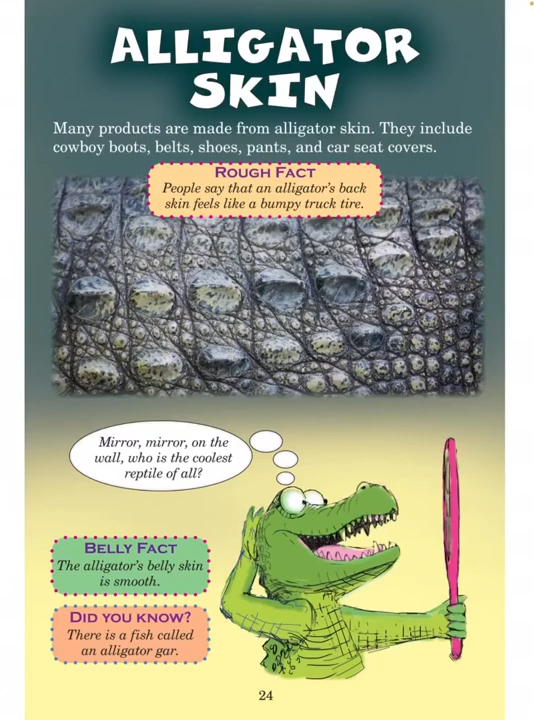 ALLIGATOR
SKIN
Many products are made from alligator skin. They include
cowboy boots, belts, shoes, pants, and car seat covers.
ROUGH FACT
People say that an alligator's back
skin feels like a bumpy truck tire.
Mirror, mirror, on the
wall, who is the coolest
reptile of all?
BELLY FACT
The alligator's belly skin
is smooth.
DID YOU KNOW?
There is a fish called
an alligator gar.
24